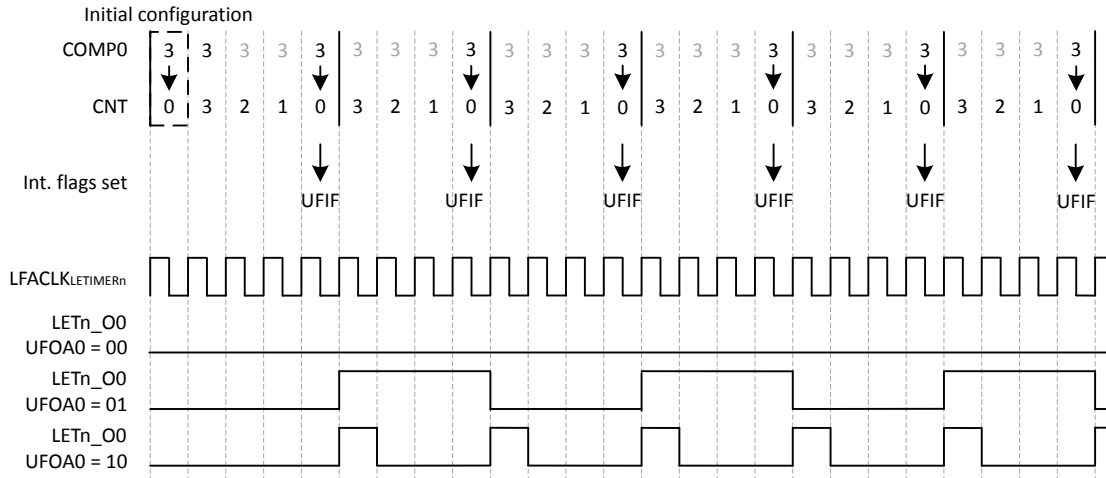 Initial configuration
COMP0 3 3 3 3 3 3 3 3 3 3 3 3 3 3 3 3 3 3 3 3 3 3 3 3 3
CNT 0 3 2 1 0 3 2 1 0 3 2 1 0 3 2 1 0 3 2 1 0 3 2 1 0
Int. flags set
UFIF UFIF UFIF UFIF UFIF UFIF
LFACLKLETIMERn
LETn_O0
UFOA0 = 00
LETn_O0
UFOA0 = 01
LETn_O0
UFOA0 = 10